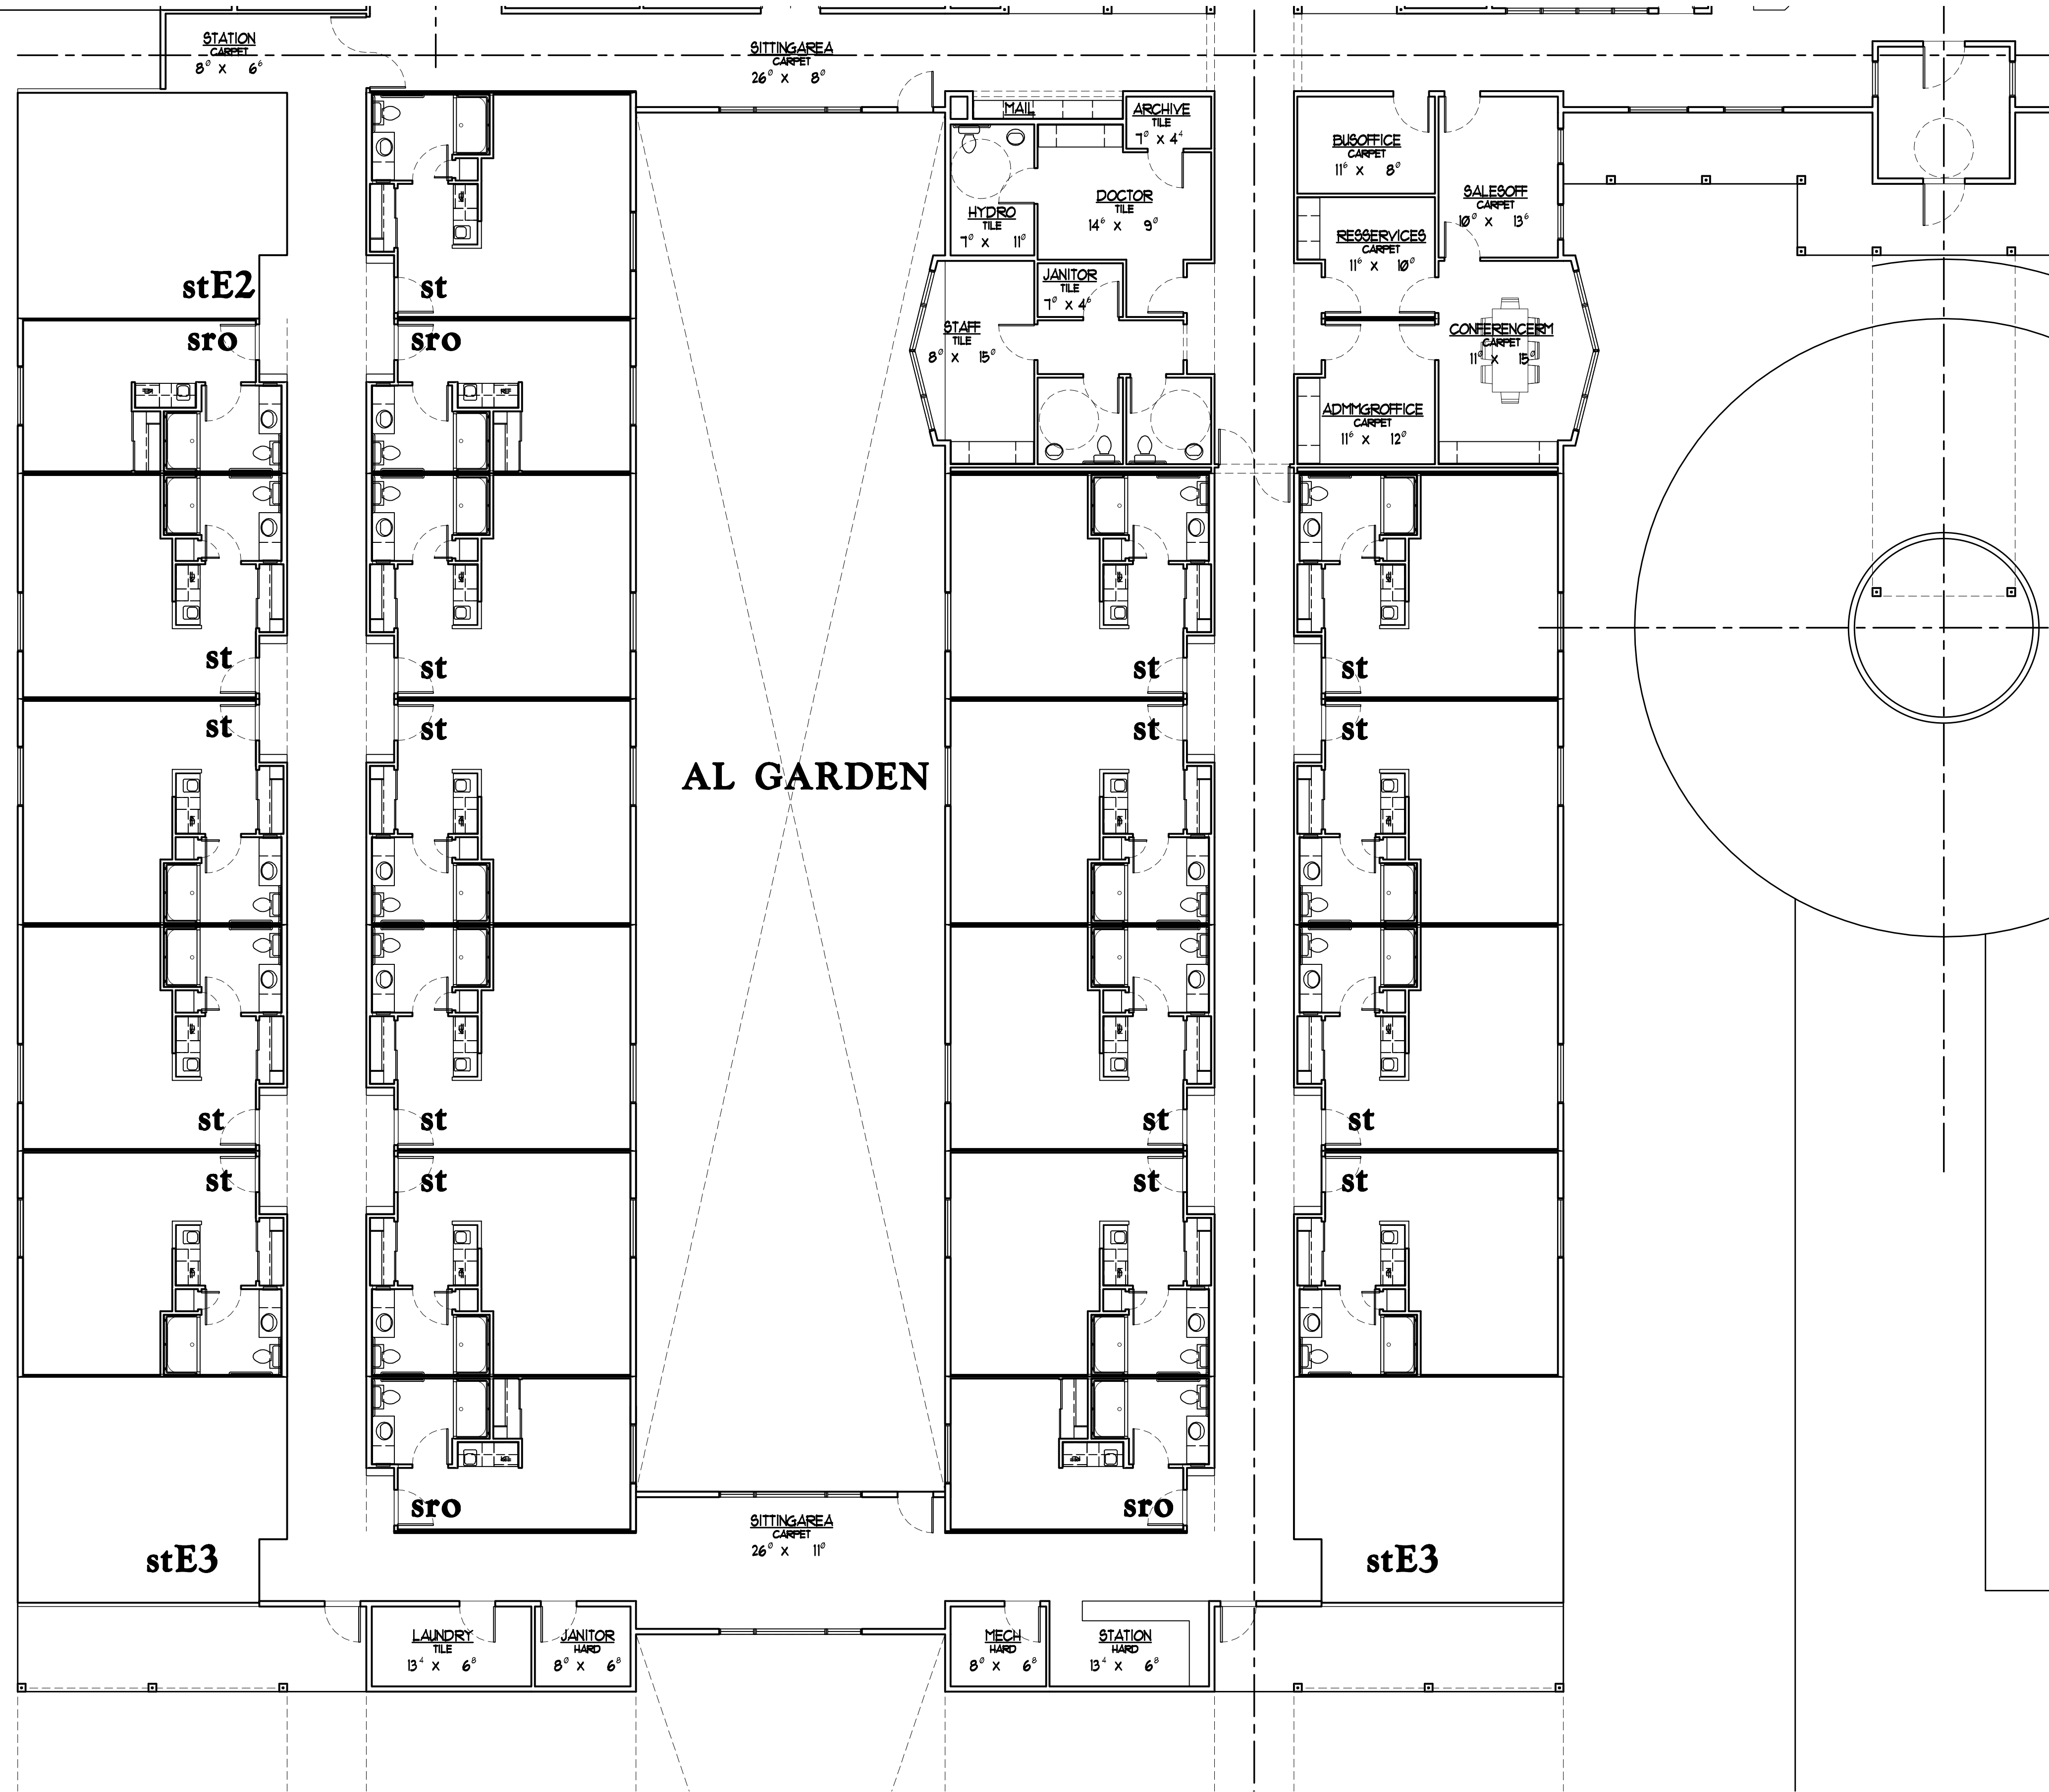 STATION
CARPET
8⁰ X 6⁶
SITTINGAREA
CARPET
26⁰ X 8⁰
MAIL
ARCHIVE
TILE
7⁰ X 4⁴
BUSOFFICE
CARPET
11⁶ X 8⁰
DOCTOR
TILE
14⁶ X 9⁰
HYDRO
TILE
7⁰ X 11⁰
SALESOFF
CARPET
10⁰ X 13⁶
RESSERVICES
CARPET
11⁶ X 10⁰
JANITOR
TILE
7⁰ X 4⁶
stE2
st
STAFF
TILE
8⁰ X 15⁰
CONFERENCERM
CARPET
11⁰ X 15⁰
sro
sro
ADMMGROFFICE
CARPET
11⁶ X 12⁰
st
st
st
st
st
st
st
st
AL GARDEN
st
st
st
st
st
st
st
st
sro
sro
SITTINGAREA
CARPET
26⁰ X 11⁰
stE3
stE3
LAUNDRY
TILE
13⁴ X 6⁸
JANITOR
HARD
8⁰ X 6⁸
MECH
HARD
8⁰ X 6⁸
STATION
HARD
13⁴ X 6⁸